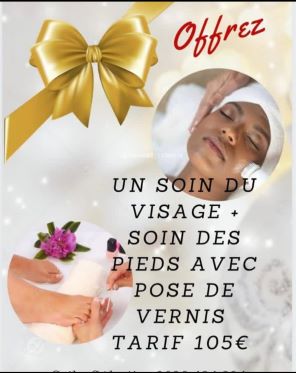 Offrez
UN SOIN DU
VISAGE +
SOIN DES
PIEDS AVEC
POSE DE
VERNIS
TARIF 105€